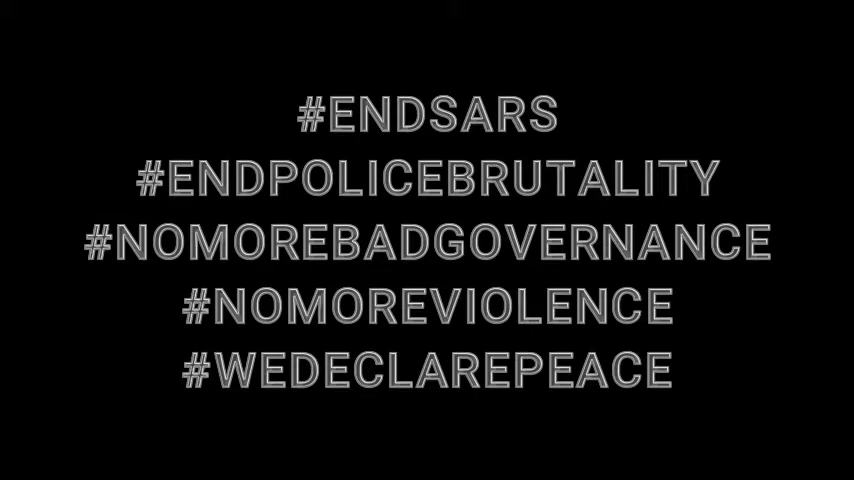 #ENDSARS
#ENDPOLICEBRUTALITY
#NOMOREBADGOVERNANCE
#NOMOREVIOLENCE
#WEDECLAREPEACE